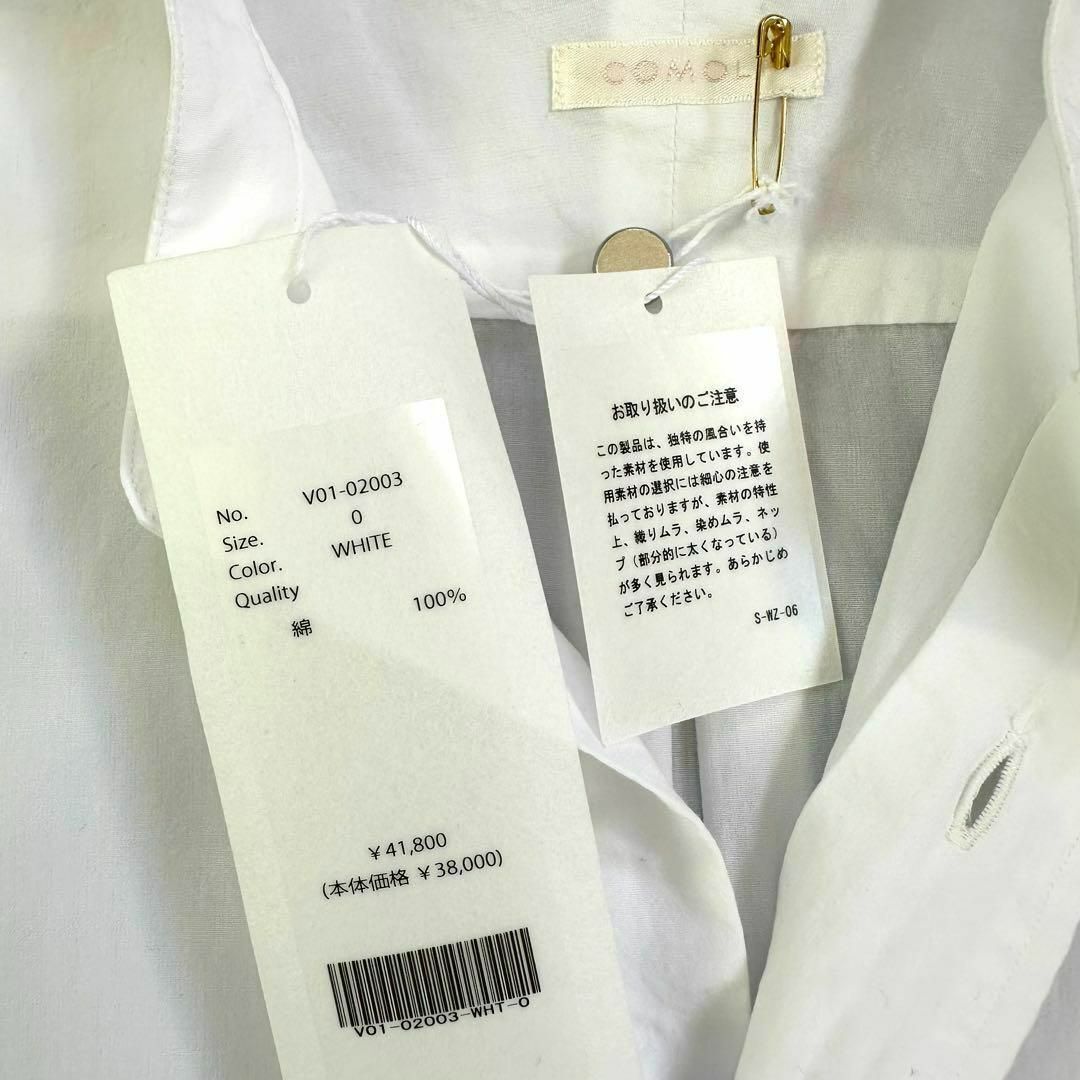 COMOL
No. V01-02003
Size. 0
Color. WHITE
Quality
綿 100%
¥41,800
(本体価格 ¥38,000)
V01-02003-WHT-0
お取り扱いのご注意
この製品は、独特の風合いを持
った素材を使用しています。使
用素材の選択には細心の注意を
払っておりますが、素材の特性
上、織りムラ、染めムラ、ネッ
プ(部分的に太くなっている)
が多く見られます。あらかじめ
ご了承ください。
S-WZ-06